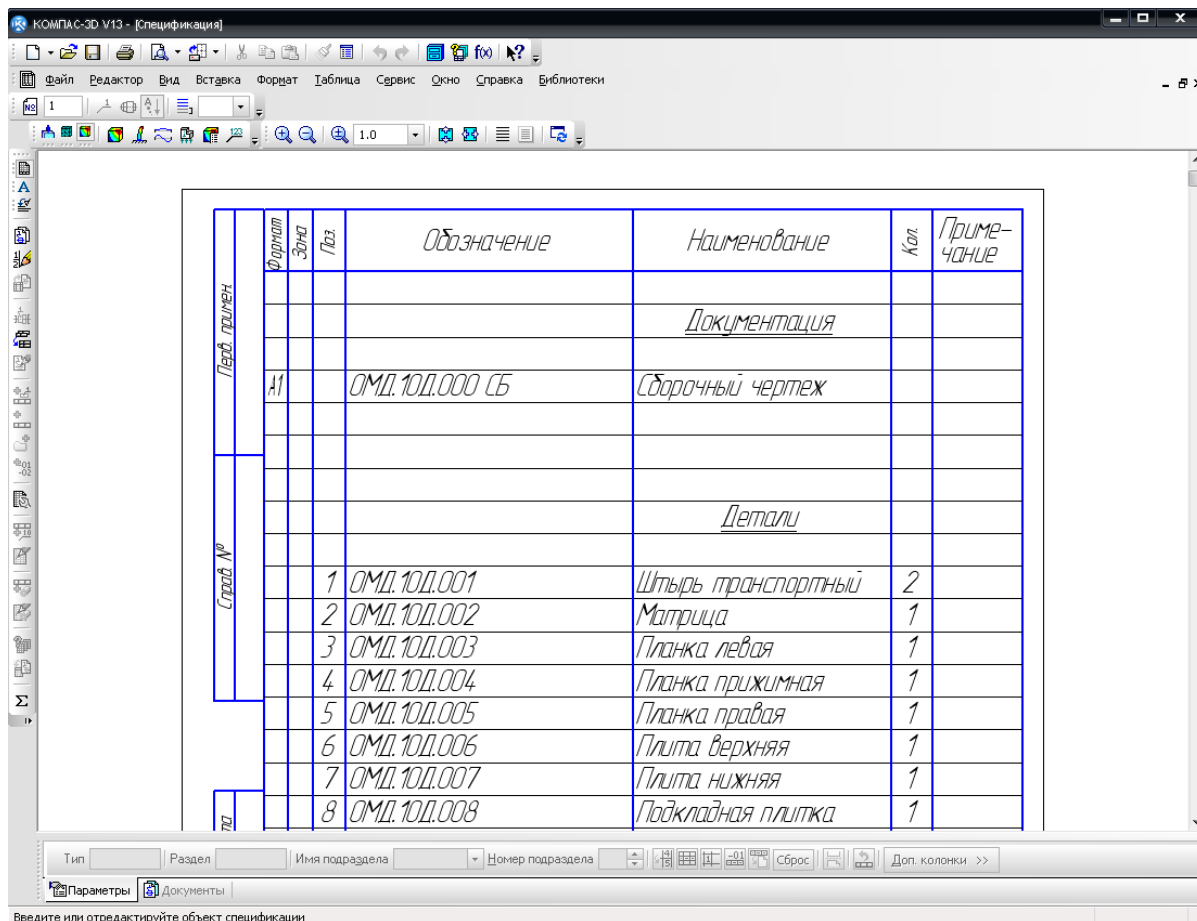 КОМПАС-3D V13 - [Спецификация]
Файл Редактор Вид Вставка Формат Таблица Сервис Окно Справка Библиотеки
1
1.0
Перв. примен.
Справ. №
Формат Зона Поз. Обозначение Наименование Кол. Приме-
чание
Документация
А1 ОМД.10Д.000 СБ Сборочный чертеж
Детали
1 ОМД.10Д.001 Штырь транспортный 2
2 ОМД.10Д.002 Матрица 1
3 ОМД.10Д.003 Планка левая 1
4 ОМД.10Д.004 Планка прижимная 1
5 ОМД.10Д.005 Планка правая 1
6 ОМД.10Д.006 Плита верхняя 1
7 ОМД.10Д.007 Плита нижняя 1
8 ОМД.10Д.008 Подкладная плитка 1
Тип Раздел Имя подраздела Номер подраздела Сброс Доп. колонки >>
Параметры Документы
Введите или отредактируйте объект спецификации